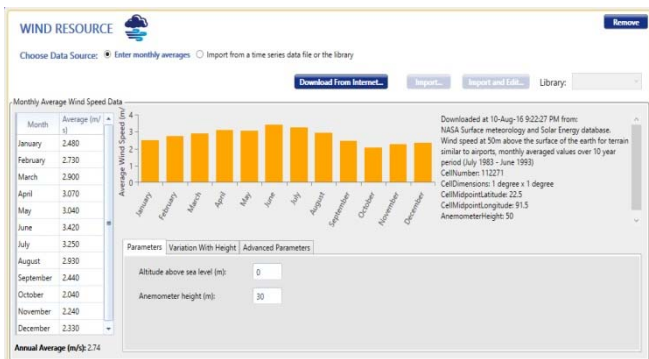 WIND RESOURCE
Remove
Choose Data Source: Enter monthly averages Import from a time series data file or the library
Download From Internet... Import... Import and Edit... Library:
Monthly Average Wind Speed Data
Month Average (m/s)
January 2.480
February 2.730
March 2.900
April 3.070
May 3.040
June 3.420
July 3.250
August 2.930
September 2.440
October 2.040
November 2.240
December 2.330
Annual Average (m/s): 2.74
Average Wind Speed (m/
4
3
2
1
0
January February March April May June July August September October November December
Downloaded at 10-Aug-16 9:22:27 PM from:
NASA Surface meteorology and Solar Energy database.
Wind speed at 50m above the surface of the earth for terrain
similar to airports, monthly averaged values over 10 year
period (July 1983 - June 1993)
CellNumber: 112271
CellDimensions: 1 degree x 1 degree
CellMidpointLatitude: 22.5
CellMidpointLongitude: 91.5
AnemometerHeight: 50
Parameters Variation With Height Advanced Parameters
Altitude above sea level (m): 0
Anemometer height (m): 30